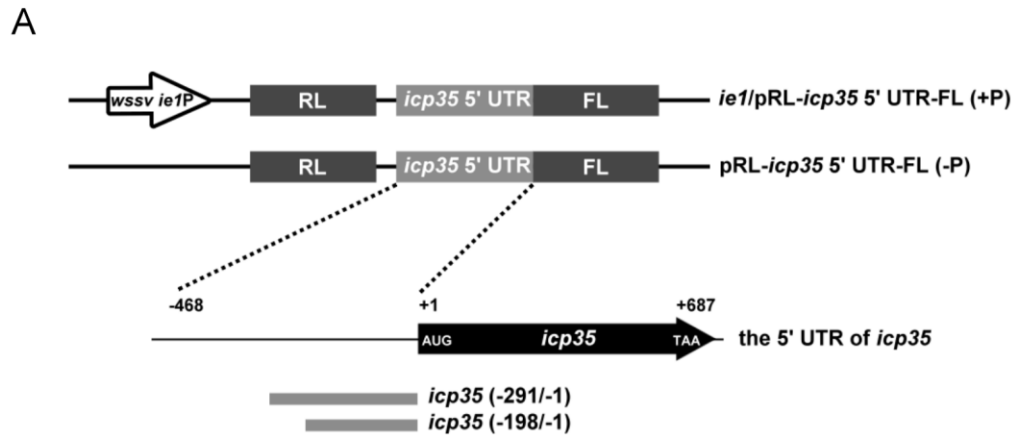 A
wssv ie1P RL icp35 5' UTR FL ie1/pRL-icp35 5' UTR-FL (+P)
RL icp35 5' UTR FL pRL-icp35 5' UTR-FL (-P)
-468 +1 +687
AUG icp35 TAA the 5' UTR of icp35
icp35 (-291/-1)
icp35 (-198/-1)